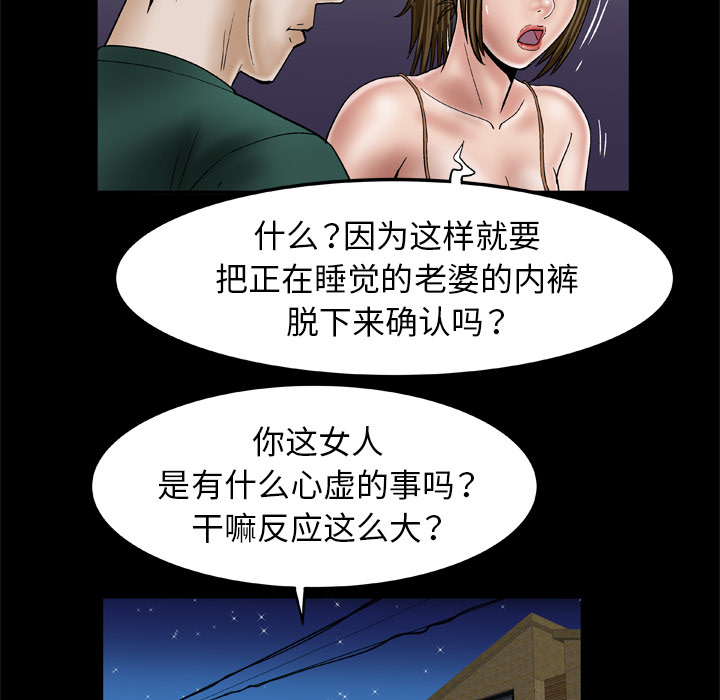 什么？因为这样就要
把正在睡觉的老婆的内裤
脱下来确认吗？
你这女人
是有什么心虚的事吗？
干嘛反应这么大？